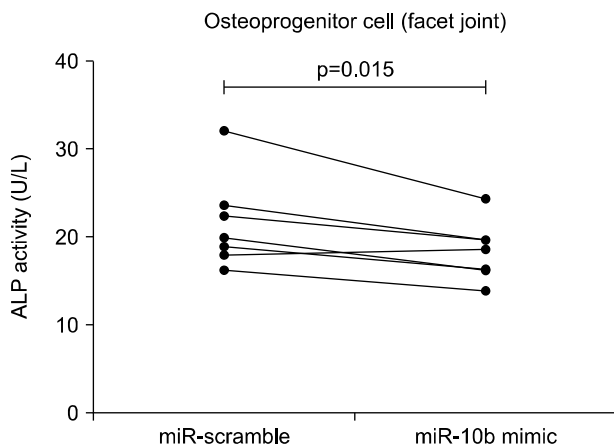 Osteoprogenitor cell (facet joint)
p=0.015
ALP activity (U/L)
40
30
20
10
0
miR-scramble
miR-10b mimic